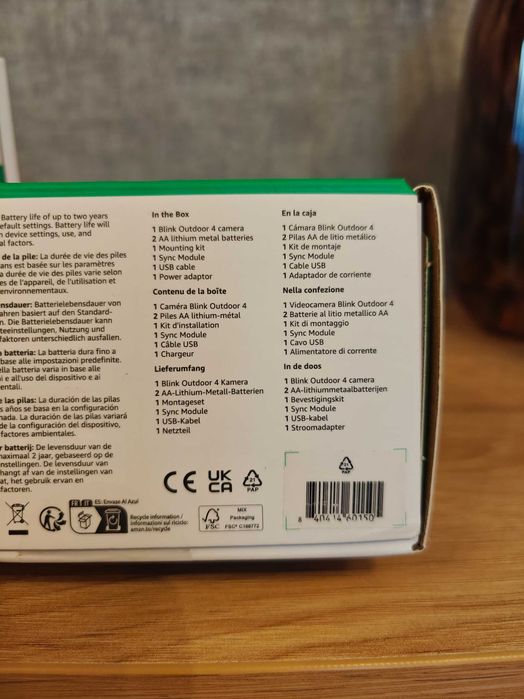 Battery life of up to two years
default settings. Battery life will
device settings, use, and
factors.
de la pile: La durée de vie des piles
ans est basée sur les paramètres
a durée de vie des piles varie selon
es de l'appareil, de l'utilisation et
environnementaux.
ensdauer: Batterielebensdauer von
ahren basiert auf den Standard-
n. Die Batterielebensdauer kann
teeinstellungen, Nutzung und
faktoren unterschiedlich ausfallen.
a batteria: La batteria dura fino a
base alle impostazioni predefinite.
ella batteria varia in base alle
ni e all'uso del dispositivo e ai
entali.
e las pilas: La duración de las pilas
s años se basa en la configuración
nada. La duración de las pilas variará
de la configuración del dispositivo,
factores ambientales.
r batterij: De levensduur van de
maximaal 2 jaar, gebaseerd op de
nstellingen. De levensduur van
hangt af van de instellingen van
at, het gebruik ervan en
sfactoren.
In the Box
1 Blink Outdoor 4 camera
2 AA lithium metal batteries
1 Mounting kit
1 Sync Module
1 USB cable
1 Power adaptor
Contenu de la boîte
1 Caméra Blink Outdoor 4
2 Piles AA lithium-métal
1 Kit d'installation
1 Sync Module
1 Câble USB
1 Chargeur
Lieferumfang
1 Blink Outdoor 4 Kamera
2 AA-Lithium-Metall-Batterien
1 Montageset
1 Sync Module
1 USB-Kabel
1 Netzteil
En la caja
1 Cámara Blink Outdoor 4
2 Pilas AA de litio metálico
1 Kit de montaje
1 Sync Module
1 Cable USB
1 Adaptador de corriente
Nella confezione
1 Videocamera Blink Outdoor 4
2 Batterie al litio metallico AA
1 Kit di montaggio
1 Sync Module
1 Cavo USB
1 Alimentatore di corrente
In de doos
1 Blink Outdoor 4 camera
2 AA-lithiummetaalbatterijen
1 Bevestigingskit
1 Sync Module
1 USB-kabel
1 Stroomadapter
CE UK CA 21 PAP
21 PAP
8 40414 60150
FR IT ES: Envase Al Azul
Recycle information /
informazioni sul riciclo:
amzn.to/recycle
FSC
MIX
Packaging
FSC® C166772